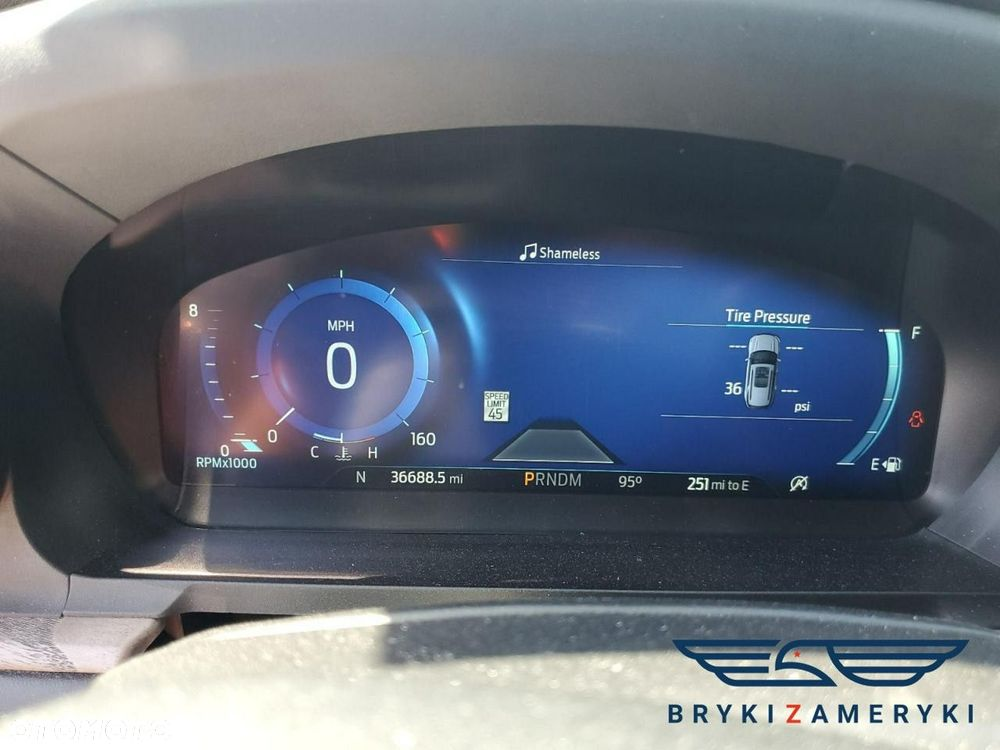 Shameless
8
MPH
0
0
0
160
C
H
RPMx1000
SPEED
LIMIT
45
Tire Pressure
--- ---
36 ---
psi
F
E
N 36688.5 mi PRNDM 95° 251 mi to E
BRYKIZAMERYKI
OTOMOTO